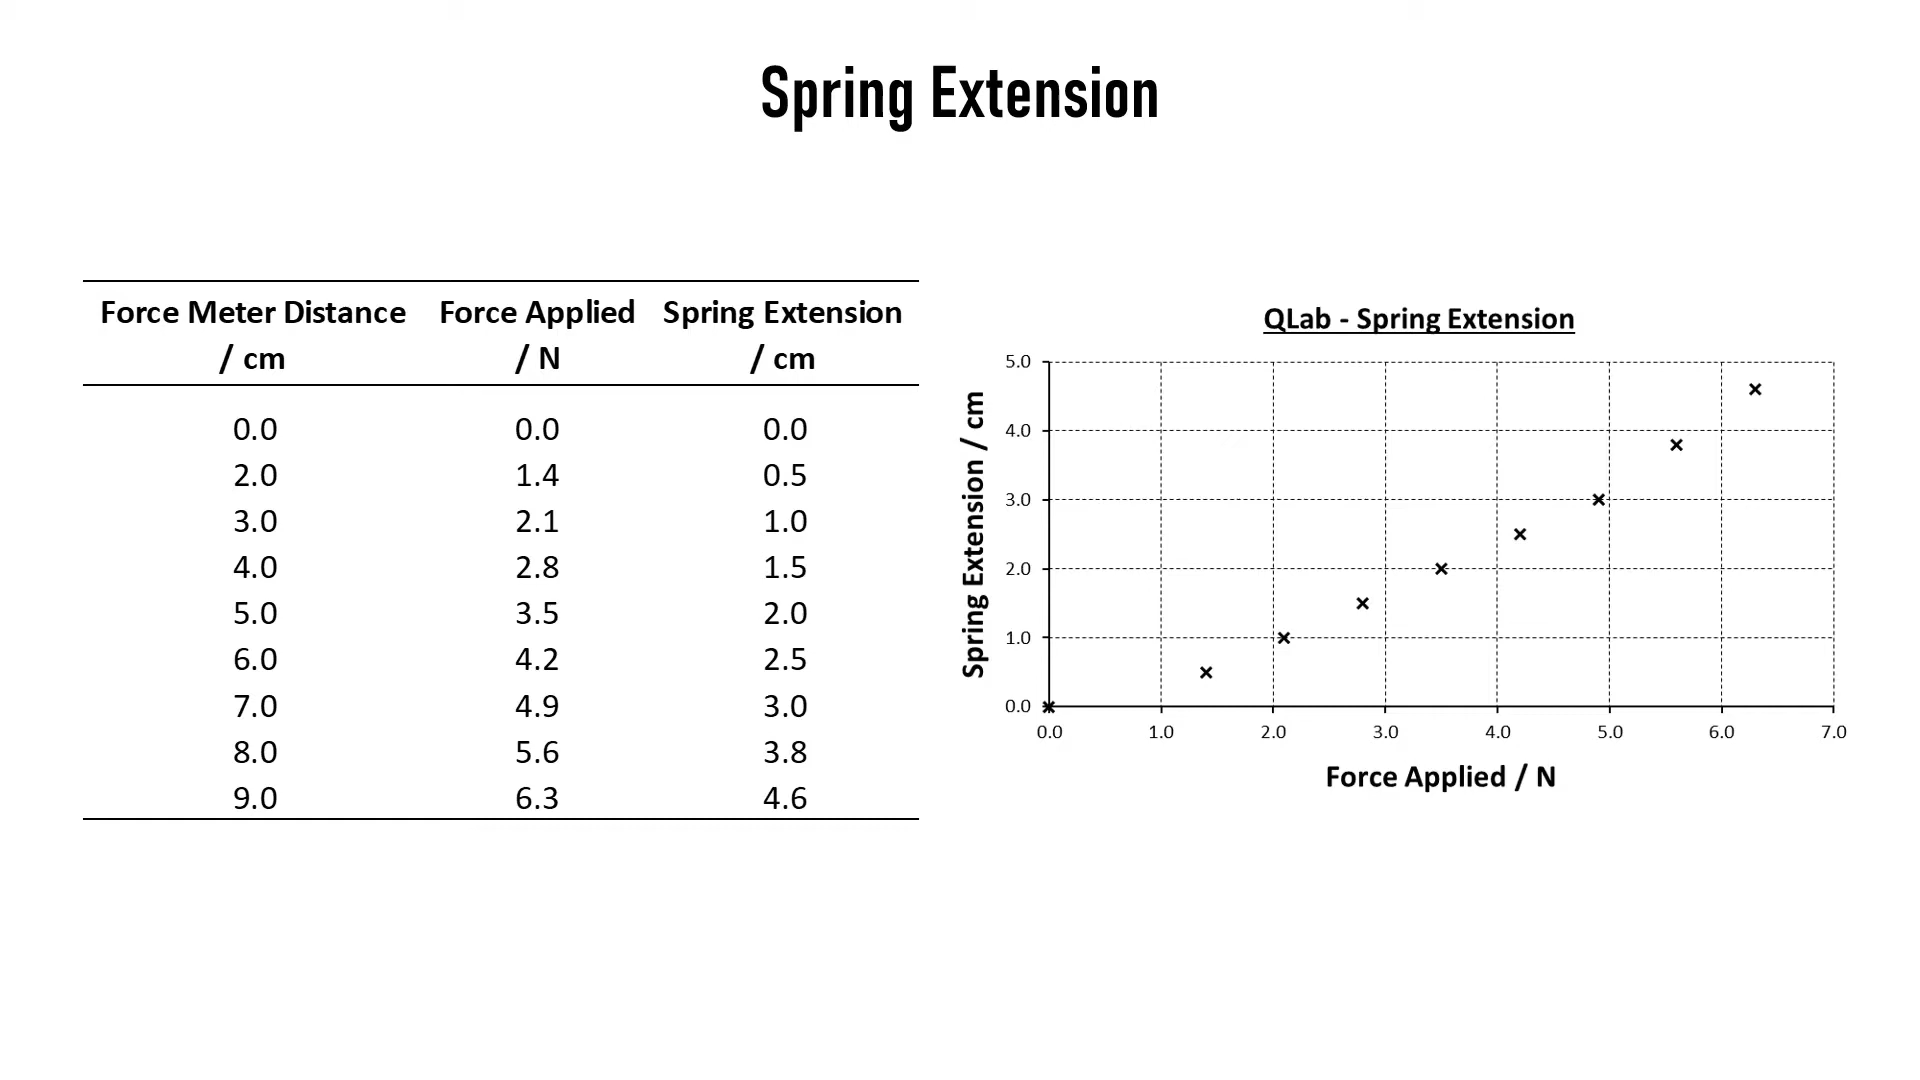 Spring Extension
Force Meter Distance Force Applied Spring Extension
/ cm / N / cm
0.0 0.0 0.0
2.0 1.4 0.5
3.0 2.1 1.0
4.0 2.8 1.5
5.0 3.5 2.0
6.0 4.2 2.5
7.0 4.9 3.0
8.0 5.6 3.8
9.0 6.3 4.6
QLab - Spring Extension
Spring Extension / cm
5.0
4.0
3.0
2.0
1.0
0.0
0.0 1.0 2.0 3.0 4.0 5.0 6.0 7.0
Force Applied / N